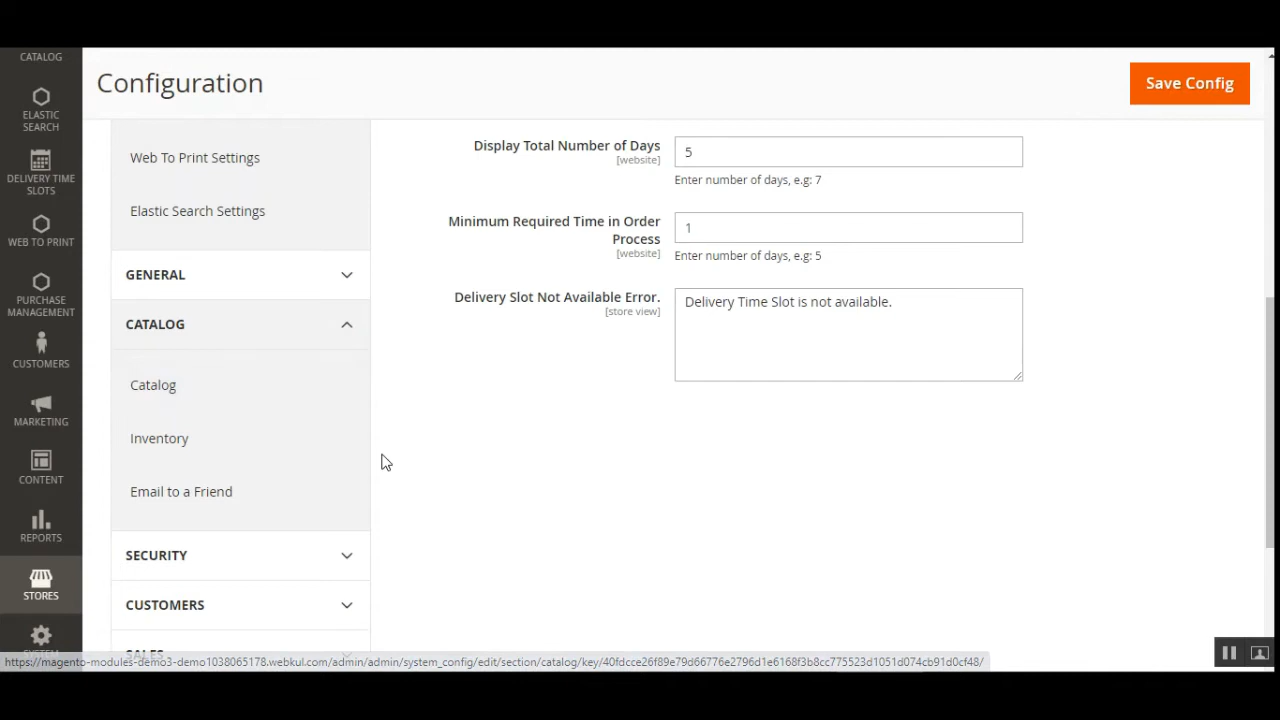 CATALOG
ELASTIC
SEARCH
DELIVERY TIME
SLOTS
WEB TO PRINT
PURCHASE
MANAGEMENT
CUSTOMERS
MARKETING
CONTENT
REPORTS
STORES
SYSTEM
Configuration
Save Config
Web To Print Settings
Elastic Search Settings
GENERAL
CATALOG
Catalog
Inventory
Email to a Friend
SECURITY
CUSTOMERS
SALES
Display Total Number of Days
[website]
5
Enter number of days, e.g: 7
Minimum Required Time in Order
Process
[website]
1
Enter number of days, e.g: 5
Delivery Slot Not Available Error.
[store view]
Delivery Time Slot is not available.
https://magento-modules-demo3-demo1038065178.webkul.com/admin/admin/system_config/edit/section/catalog/key/40fdcce26f89e79d66776e2796d1e6168f3b8cc775523d1051d074cb91d0cf48/